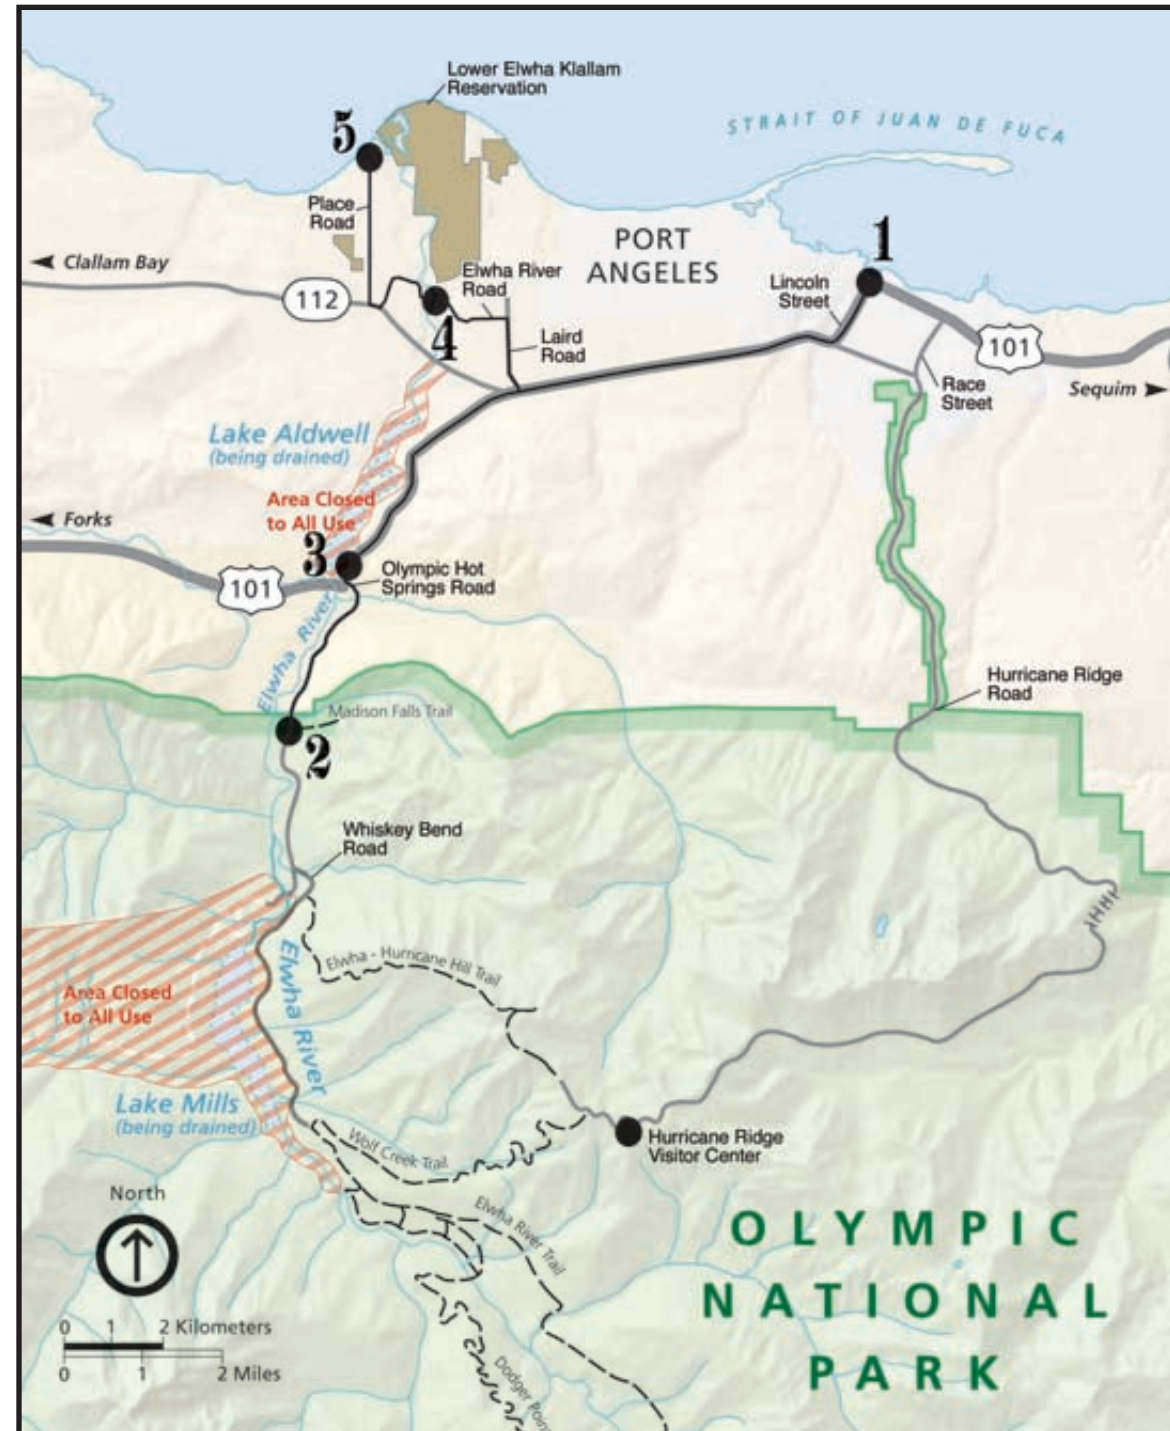 Lower Elwha Klallam
Reservation
STRAIT OF JUAN DE FUCA
5
Place
Road
PORT
ANGELES
1
Clallam Bay
Elwha River
Road
Lincoln
Street
112
4
Laird
Road
101
Race
Street
Sequim
Lake Aldwell
(being drained)
Area Closed
to All Use
Forks
3
Olympic Hot
Springs Road
101
Elwha River
Hurricane Ridge
Road
Madison Falls Trail
2
Whiskey Bend
Road
Elwha - Hurricane Hill Trail
Elwha River
Area Closed
to All Use
Lake Mills
(being drained)
Wolf Creek Trail
Hurricane Ridge
Visitor Center
North
Elwha River Trail
OLYMPIC
NATIONAL
PARK
0 1 2 Kilometers
0 1 2 Miles
Dodger Poin